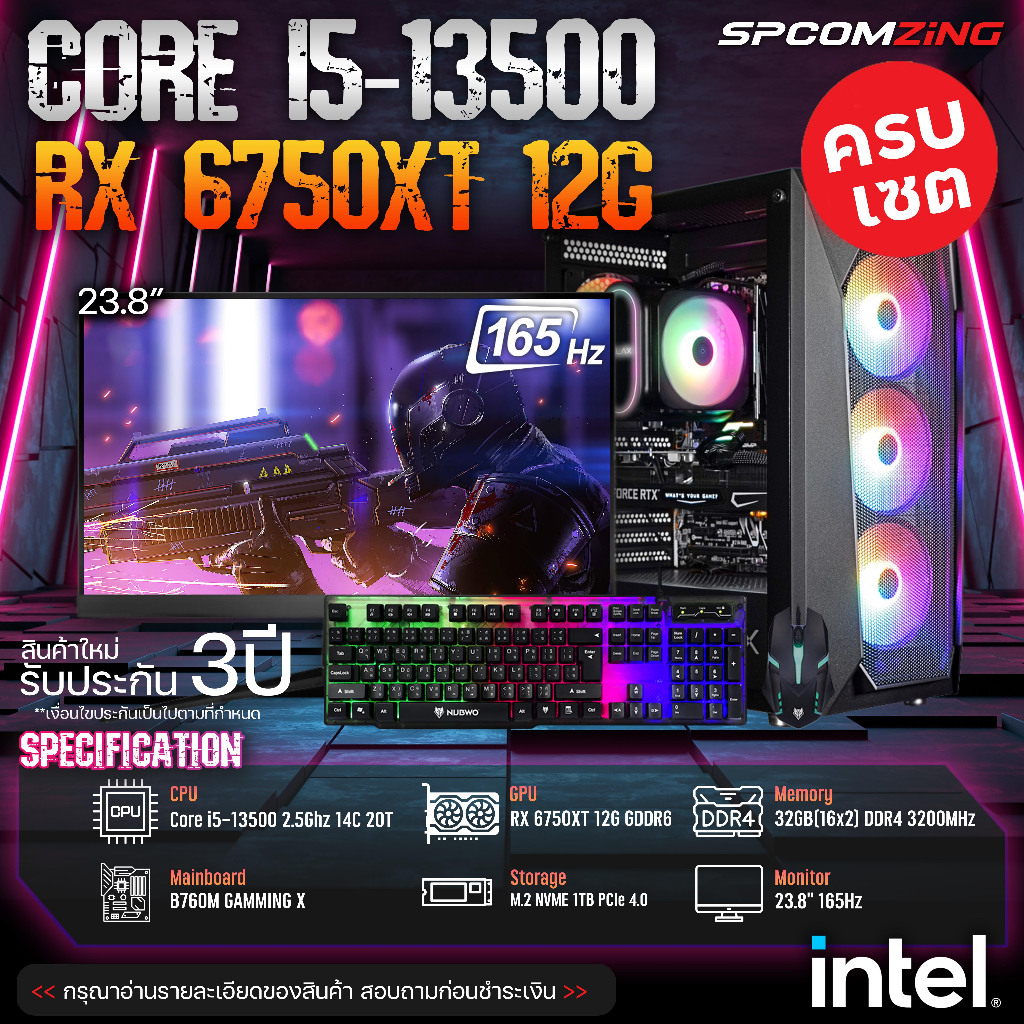 CORE I5-13500
SPCOMZiNG
RX 6750XT 12G
ครบ
เซต
23.8"
165 Hz
FORCE RTX WHAT'S YOUR GAME?
NUBWO
สินค้าใหม่
รับประกัน 3ปี
**เงื่อนไขประกันเป็นไปตามที่กำหนด
SPECIFICATION
CPU
CPU
Core i5-13500 2.5Ghz 14C 20T
GPU
RX 6750XT 12G GDDR6
DDR4
Memory
32GB(16x2) DDR4 3200MHz
Mainboard
B760M GAMMING X
Storage
M.2 NVME 1TB PCIe 4.0
Monitor
23.8" 165Hz
<< กรุณาอ่านรายละเอียดของสินค้า สอบถามก่อนชำระเงิน >>
intel®